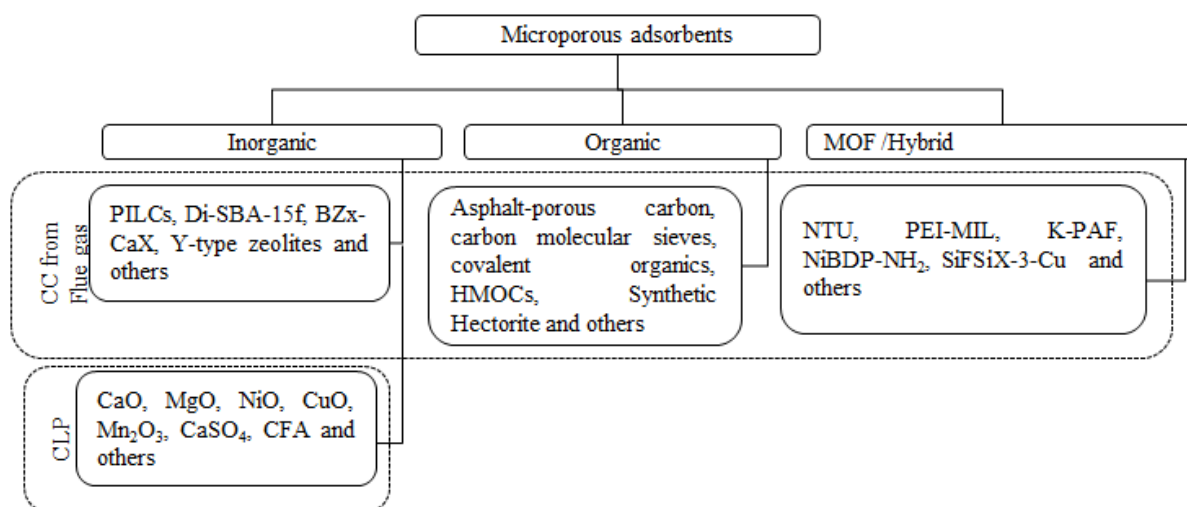 Microporous adsorbents
Inorganic
Organic
MOF /Hybrid
CC from
Flue gas
PILCs, Di-SBA-15f, BZx-
CaX, Y-type zeolites and
others
Asphalt-porous carbon,
carbon molecular sieves,
covalent organics,
HMOCs, Synthetic
Hectorite and others
NTU, PEI-MIL, K-PAF,
NiBDP-NH₂, SiFSiX-3-Cu and
others
CLP
CaO, MgO, NiO, CuO,
Mn₂O₃, CaSO₄, CFA and
others